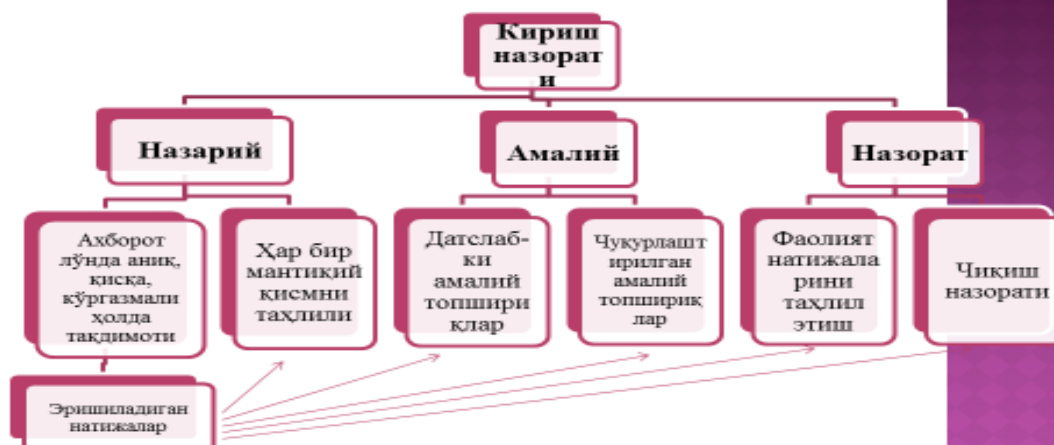 Кириш
назорат
и
Назарий
Амалий
Назорат
Ахборот
лўнда аниқ,
қисқа,
кўргазмали
ҳолда
тақдимоти
Ҳар бир
мантиқий
қисмни
таҳлили
Датслаб-
ки
амалий
топшири
қлар
Чуқурлашт
ирилган
амалий
топшириқ
лар
Фаолият
натижала
рини
таҳлил
этиш
Чиқиш
назорати
Эришиладиган
натижалар